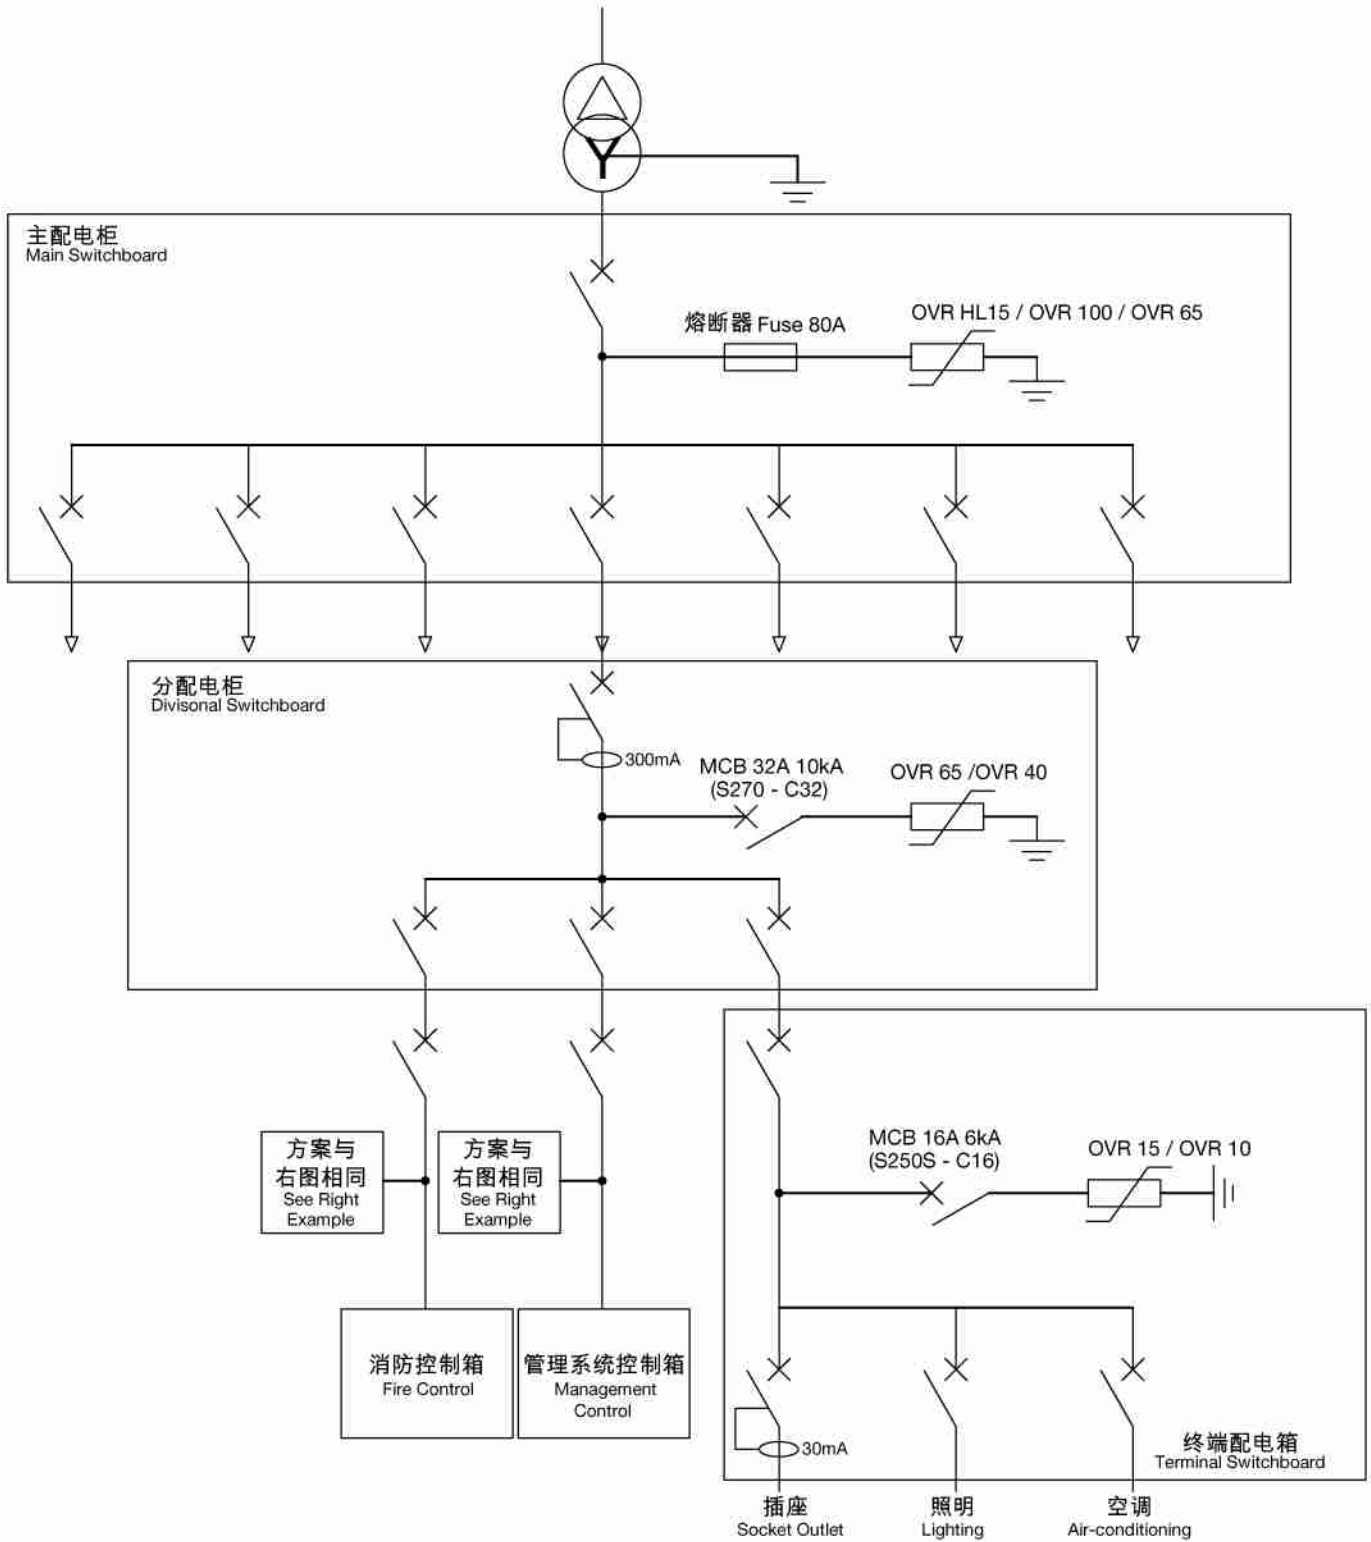 主配电柜
Main Switchboard
熔断器 Fuse 80A
OVR HL15 / OVR 100 / OVR 65
分配电柜
Divisonal Switchboard
300mA
MCB 32A 10kA
(S270 - C32)
OVR 65 /OVR 40
方案与
右图相同
See Right
Example
方案与
右图相同
See Right
Example
MCB 16A 6kA
(S250S - C16)
OVR 15 / OVR 10
消防控制箱
Fire Control
管理系统控制箱
Management
Control
30mA
终端配电箱
Terminal Switchboard
插座
Socket Outlet
照明
Lighting
空调
Air-conditioning